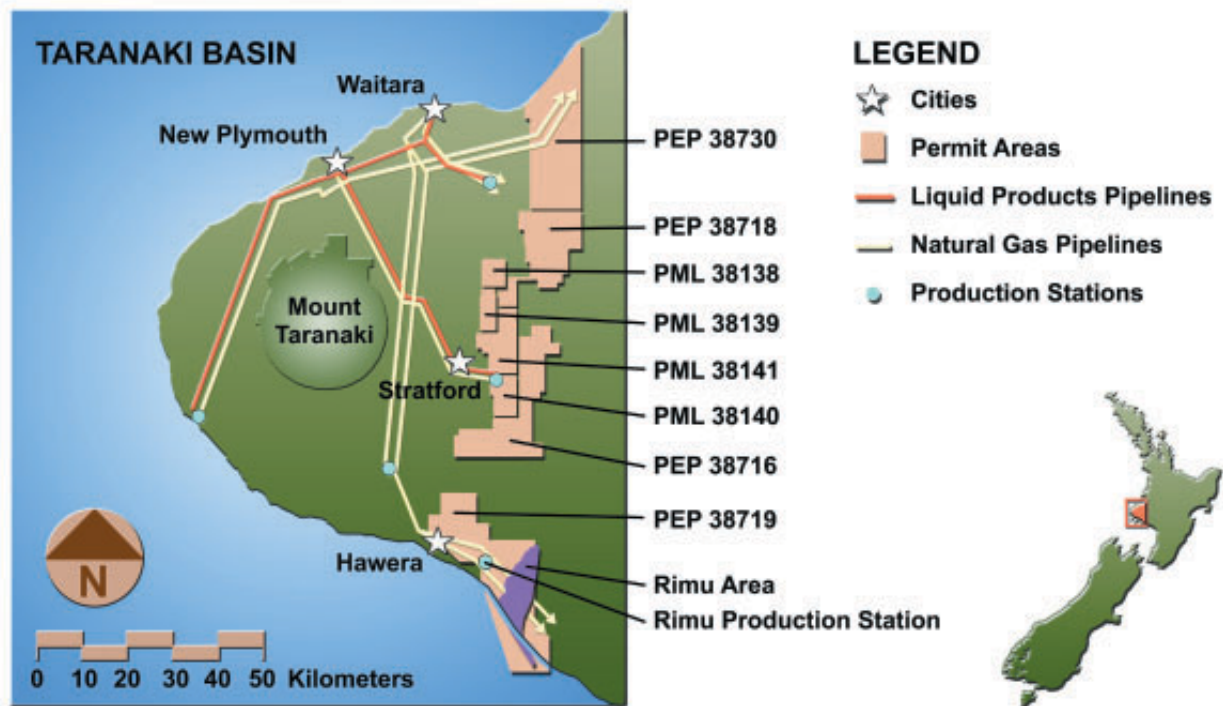 TARANAKI BASIN
Waitara
New Plymouth
Mount
Taranaki
Stratford
Hawera
N
0 10 20 30 40 50 Kilometers
PEP 38730
PEP 38718
PML 38138
PML 38139
PML 38141
PML 38140
PEP 38716
PEP 38719
Rimu Area
Rimu Production Station
LEGEND
Cities
Permit Areas
Liquid Products Pipelines
Natural Gas Pipelines
Production Stations